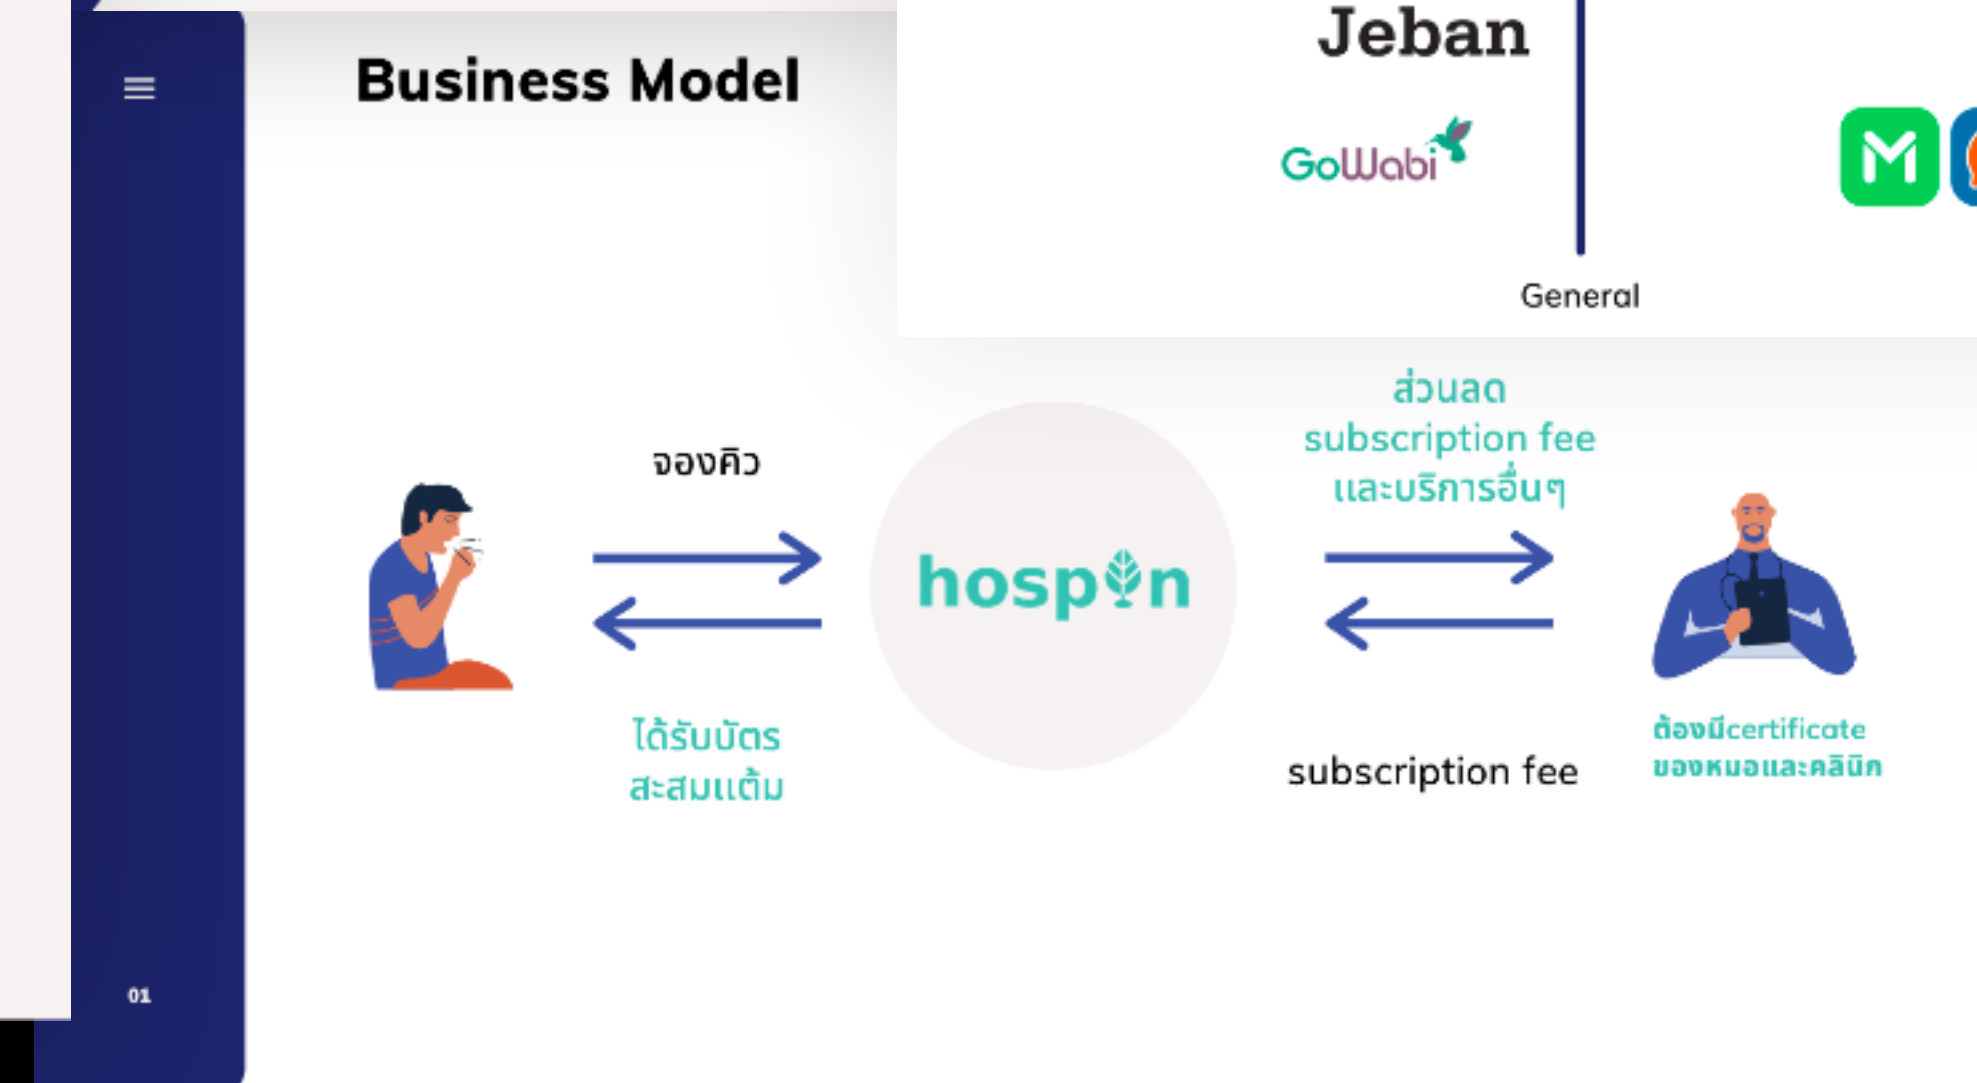 Business Model
Jeban
GoWabi
General
จองคิว
ได้รับบัตร
สะสมแต้ม
hospin
ส่วนลด
subscription fee
และบริการอื่นๆ
subscription fee
ต้องมีcertificate
ของหมอและคลินิก
01